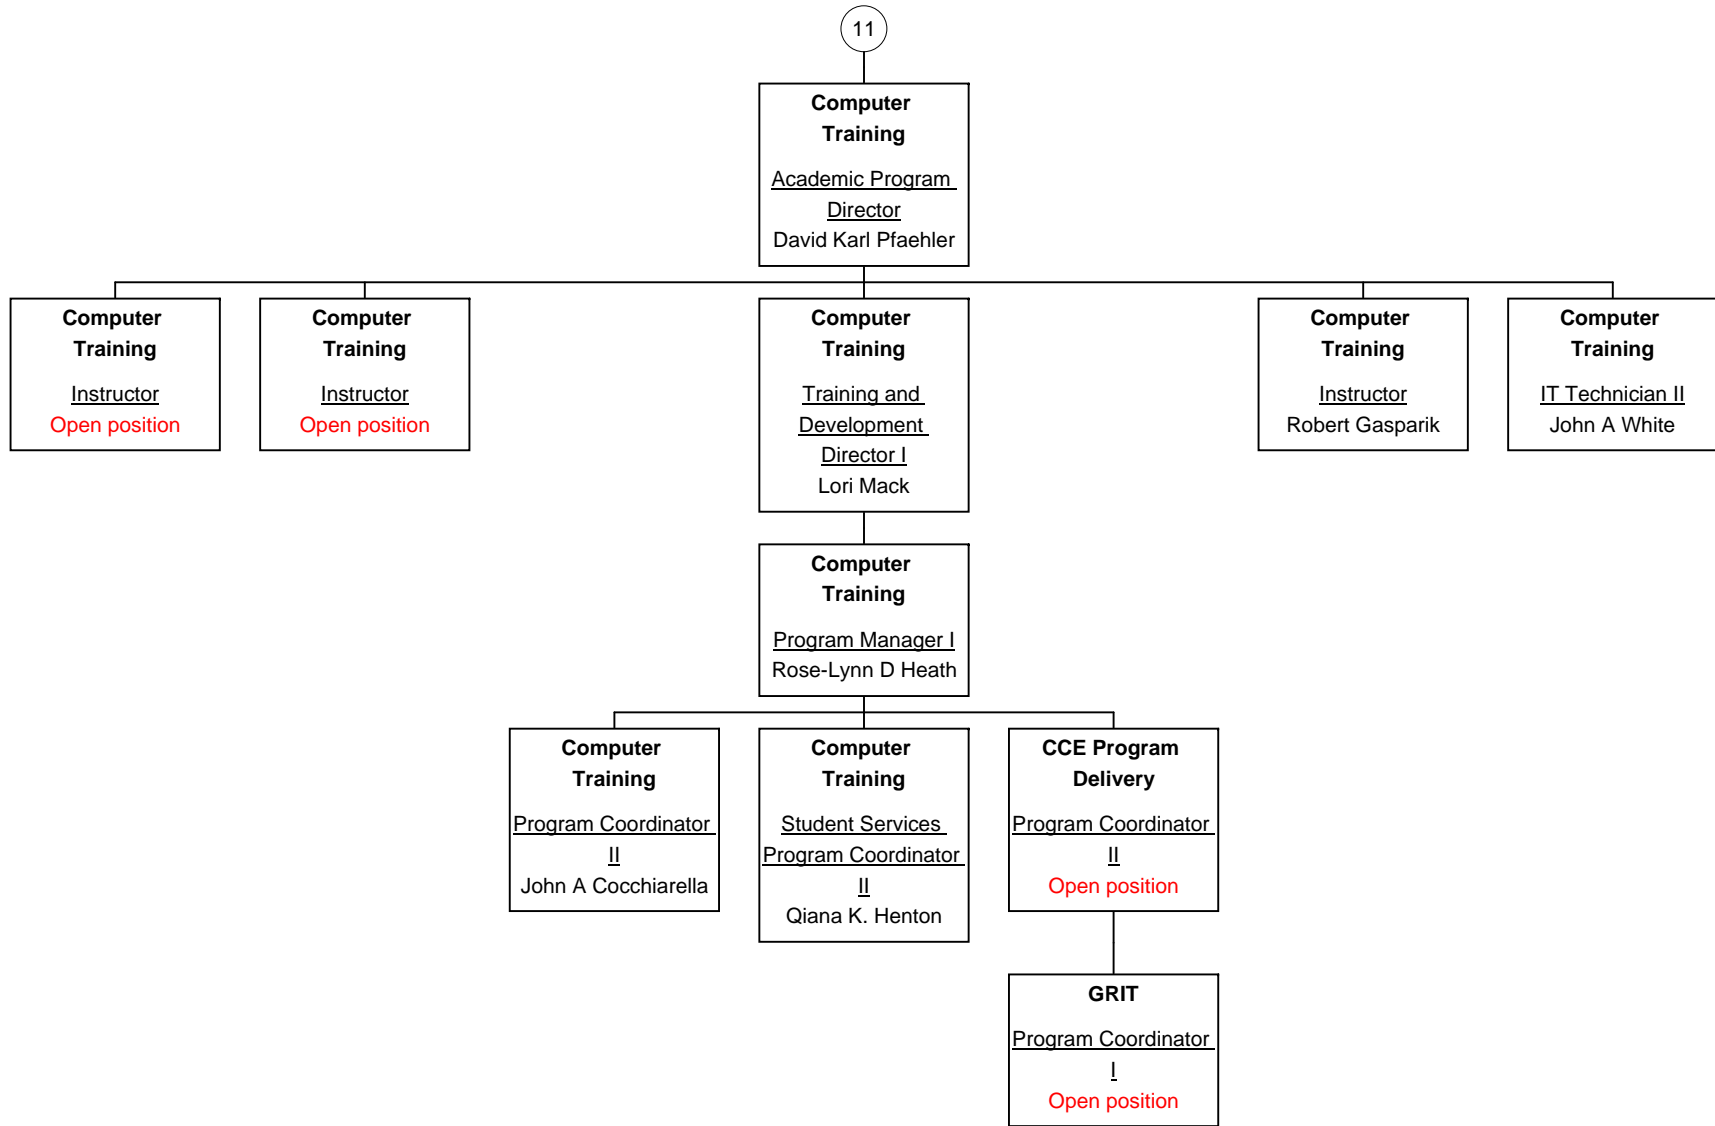 11
Computer
Training
Academic Program
Director
David Karl Pfaehler
Computer
Training
Instructor
Open position
Computer
Training
Instructor
Open position
Computer
Training
Training and
Development
Director I
Lori Mack
Computer
Training
Instructor
Robert Gasparik
Computer
Training
IT Technician II
John A White
Computer
Training
Program Manager I
Rose-Lynn D Heath
Computer
Training
Program Coordinator
II
John A Cocchiarella
Computer
Training
Student Services
Program Coordinator
II
Qiana K. Henton
CCE Program
Delivery
Program Coordinator
II
Open position
GRIT
Program Coordinator
I
Open position